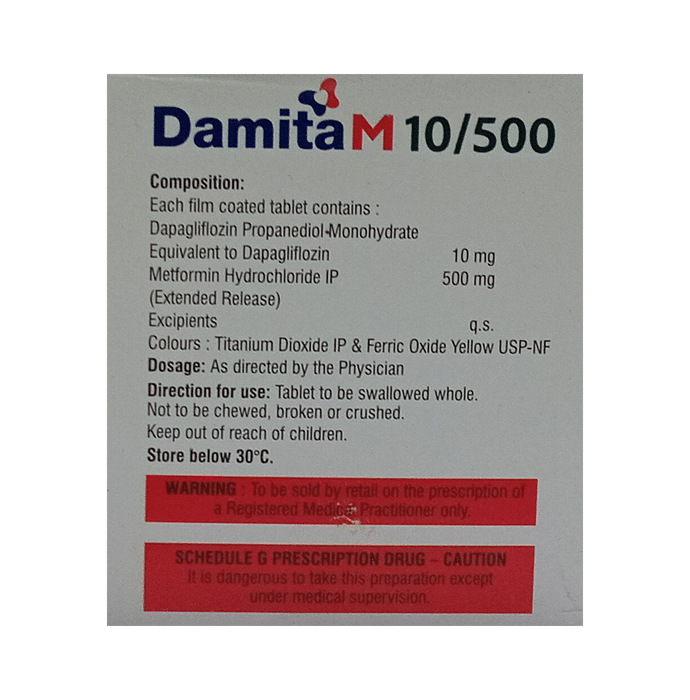 Damita M 10/500
Composition:
Each film coated tablet contains :
Dapagliflozin Propanediol Monohydrate
Equivalent to Dapagliflozin 10 mg
Metformin Hydrochloride IP 500 mg
(Extended Release)
Excipients q.s.
Colours : Titanium Dioxide IP & Ferric Oxide Yellow USP-NF
Dosage: As directed by the Physician
Direction for use: Tablet to be swallowed whole.
Not to be chewed, broken or crushed.
Keep out of reach of children.
Store below 30°C.
WARNING : To be sold by retail on the prescription of
a Registered Medical Practitioner only.
SCHEDULE G PRESCRIPTION DRUG – CAUTION
It is dangerous to take this preparation except
under medical supervision.